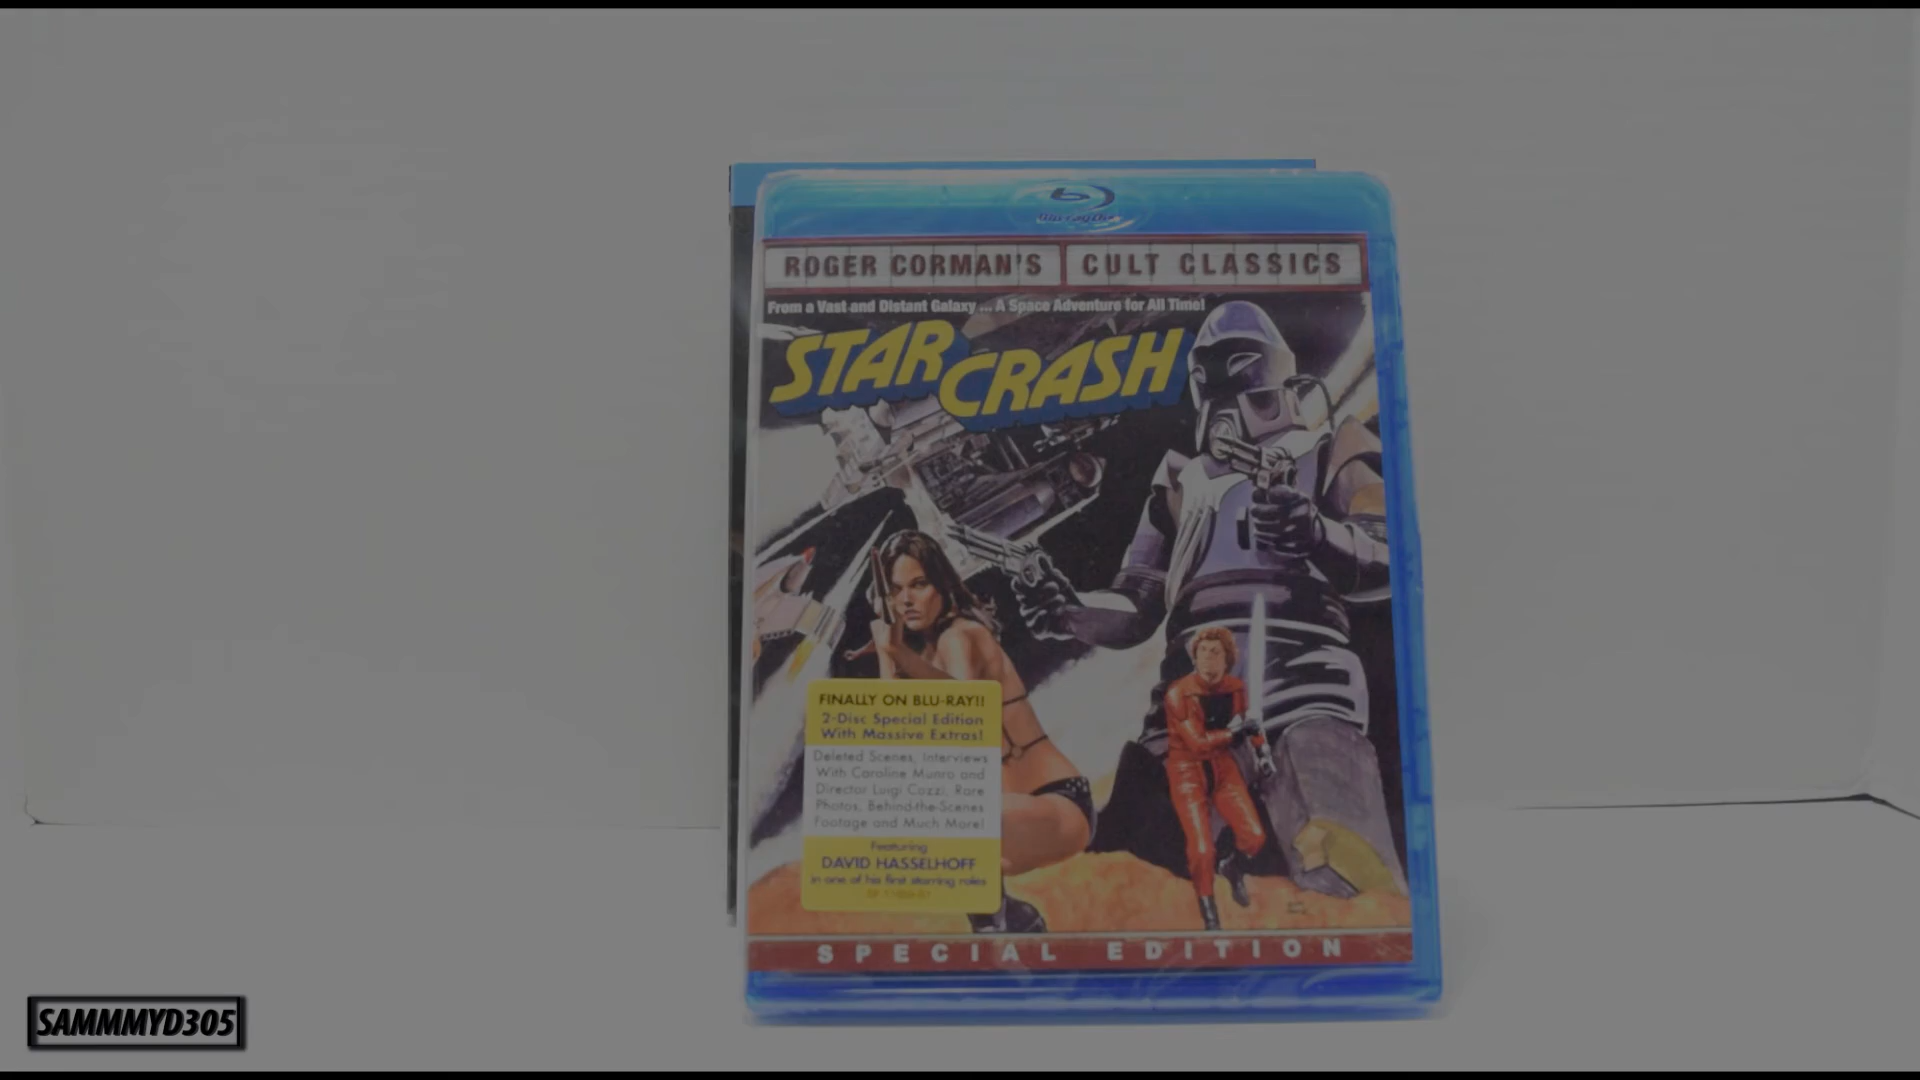 Blu-ray Disc
ROGER CORMAN'S CULT CLASSICS
From a Vast and Distant Galaxy ... A Space Adventure for All Time!
STAR CRASH
FINALLY ON BLU-RAY!!
2-Disc Special Edition
With Massive Extras!
Deleted Scenes, Interviews
With Caroline Munro and
Director Luigi Cozzi, Rare
Photos, Behind-the-Scenes
Footage and Much More!
Featuring
DAVID HASSELHOFF
in one of his first starring roles
SPECIAL EDITION
SAMMMYD305